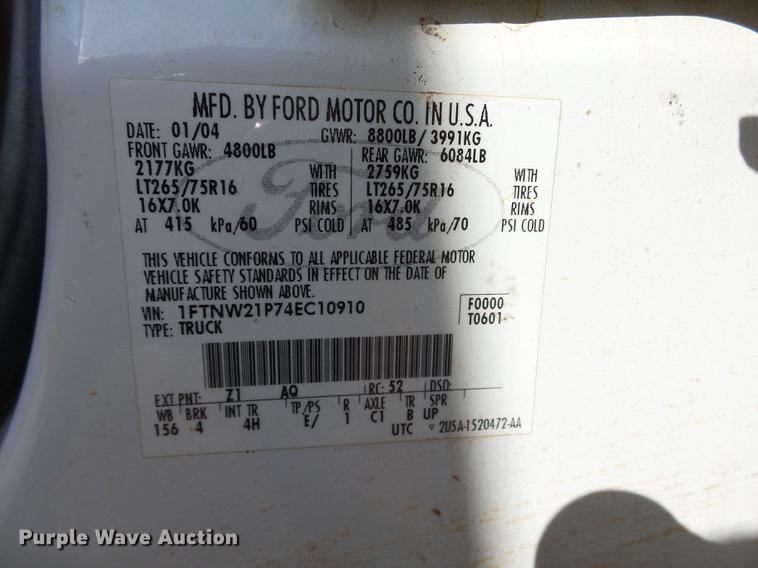 MFD. BY FORD MOTOR CO. IN U.S.A.
DATE: 01/04 GVWR: 8800LB/ 3991KG
FRONT GAWR: 4800LB REAR GAWR: 6084LB
2177KG WITH 2759KG WITH
LT265/75R16 TIRES LT265/75R16 TIRES
16X7.0K RIMS 16X7.0K RIMS
AT 415 kPa/60 PSI COLD AT 485 kPa/70 PSI COLD
Ford
THIS VEHICLE CONFORMS TO ALL APPLICABLE FEDERAL MOTOR
VEHICLE SAFETY STANDARDS IN EFFECT ON THE DATE OF
MANUFACTURE SHOWN ABOVE.
VIN: 1FTNW21P74EC10910 F0000
TYPE: TRUCK T0601
EXT PNT: Z1 AQ RC: 52 DSO:
WB BRK INT TR TP/PS R AXLE TR SPR
156 4 4H E/ 1 C1 B UP
UTC ▽ 2U5A-1520472-AA
Purple Wave Auction